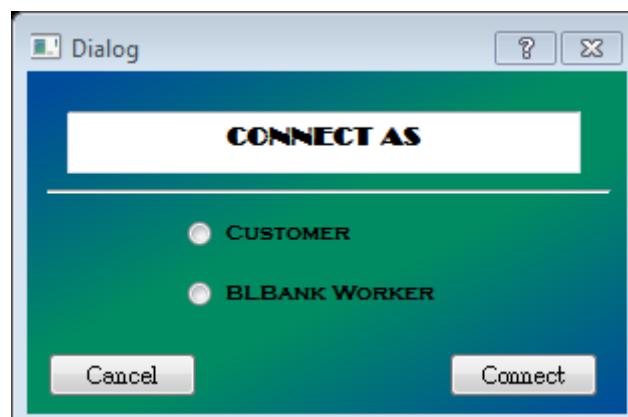 Dialog
CONNECT AS
CUSTOMER
BLBANK WORKER
Cancel Connect